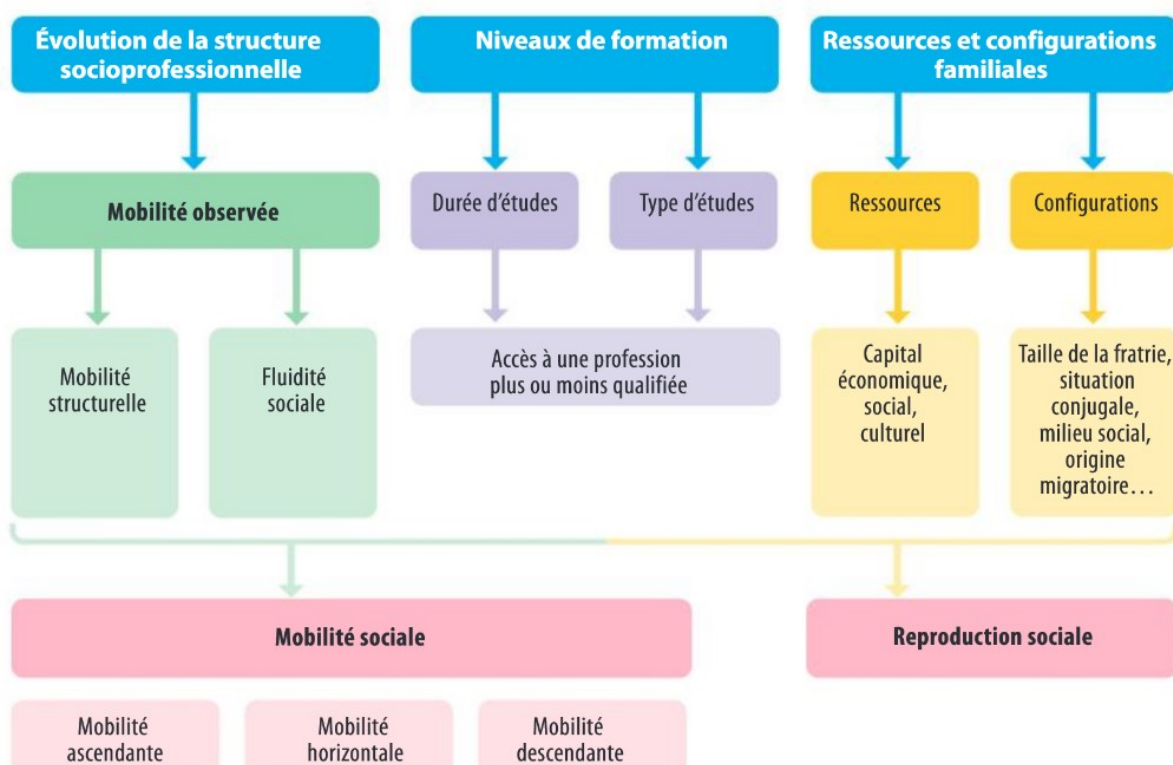 Évolution de la structure
socioprofessionnelle
Niveaux de formation
Ressources et configurations
familiales
Mobilité observée
Durée d’études
Type d’études
Ressources
Configurations
Mobilité
structurelle
Fluidité
sociale
Accès à une profession
plus ou moins qualifiée
Capital
économique,
social,
culturel
Taille de la fratrie,
situation
conjugale,
milieu social,
origine
migratoire…
Mobilité sociale
Reproduction sociale
Mobilité
ascendante
Mobilité
horizontale
Mobilité
descendante